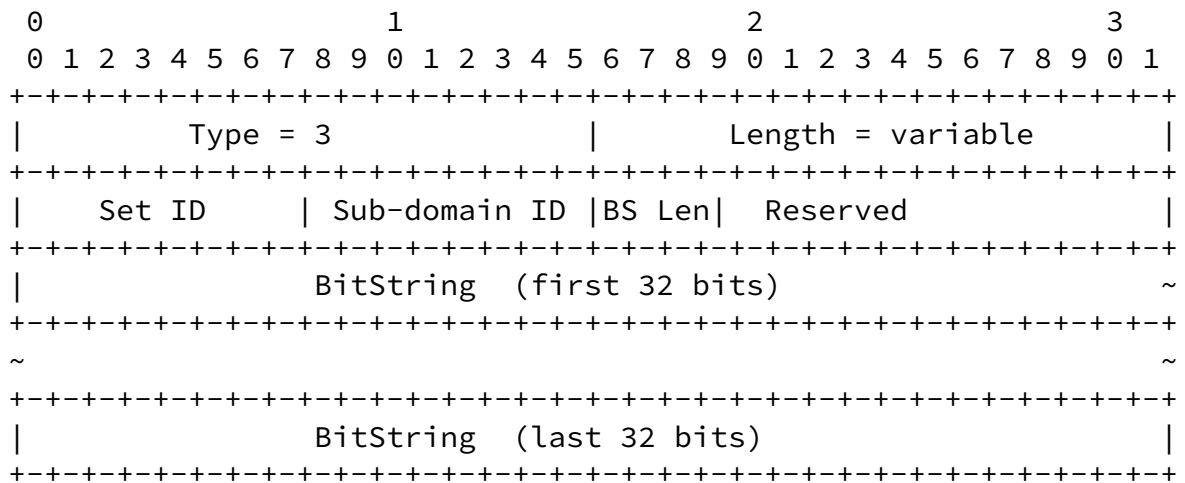 0                   1                   2                   3
 0 1 2 3 4 5 6 7 8 9 0 1 2 3 4 5 6 7 8 9 0 1 2 3 4 5 6 7 8 9 0 1
+-+-+-+-+-+-+-+-+-+-+-+-+-+-+-+-+-+-+-+-+-+-+-+-+-+-+-+-+-+-+-+-+
|         Type = 3              |       Length = variable       |
+-+-+-+-+-+-+-+-+-+-+-+-+-+-+-+-+-+-+-+-+-+-+-+-+-+-+-+-+-+-+-+-+
|    Set ID     | Sub-domain ID |BS Len|  Reserved              |
+-+-+-+-+-+-+-+-+-+-+-+-+-+-+-+-+-+-+-+-+-+-+-+-+-+-+-+-+-+-+-+-+
|                BitString  (first 32 bits)                     ~
+-+-+-+-+-+-+-+-+-+-+-+-+-+-+-+-+-+-+-+-+-+-+-+-+-+-+-+-+-+-+-+-+
~                                                               ~
+-+-+-+-+-+-+-+-+-+-+-+-+-+-+-+-+-+-+-+-+-+-+-+-+-+-+-+-+-+-+-+-+
|                BitString  (last 32 bits)                      |
+-+-+-+-+-+-+-+-+-+-+-+-+-+-+-+-+-+-+-+-+-+-+-+-+-+-+-+-+-+-+-+-+